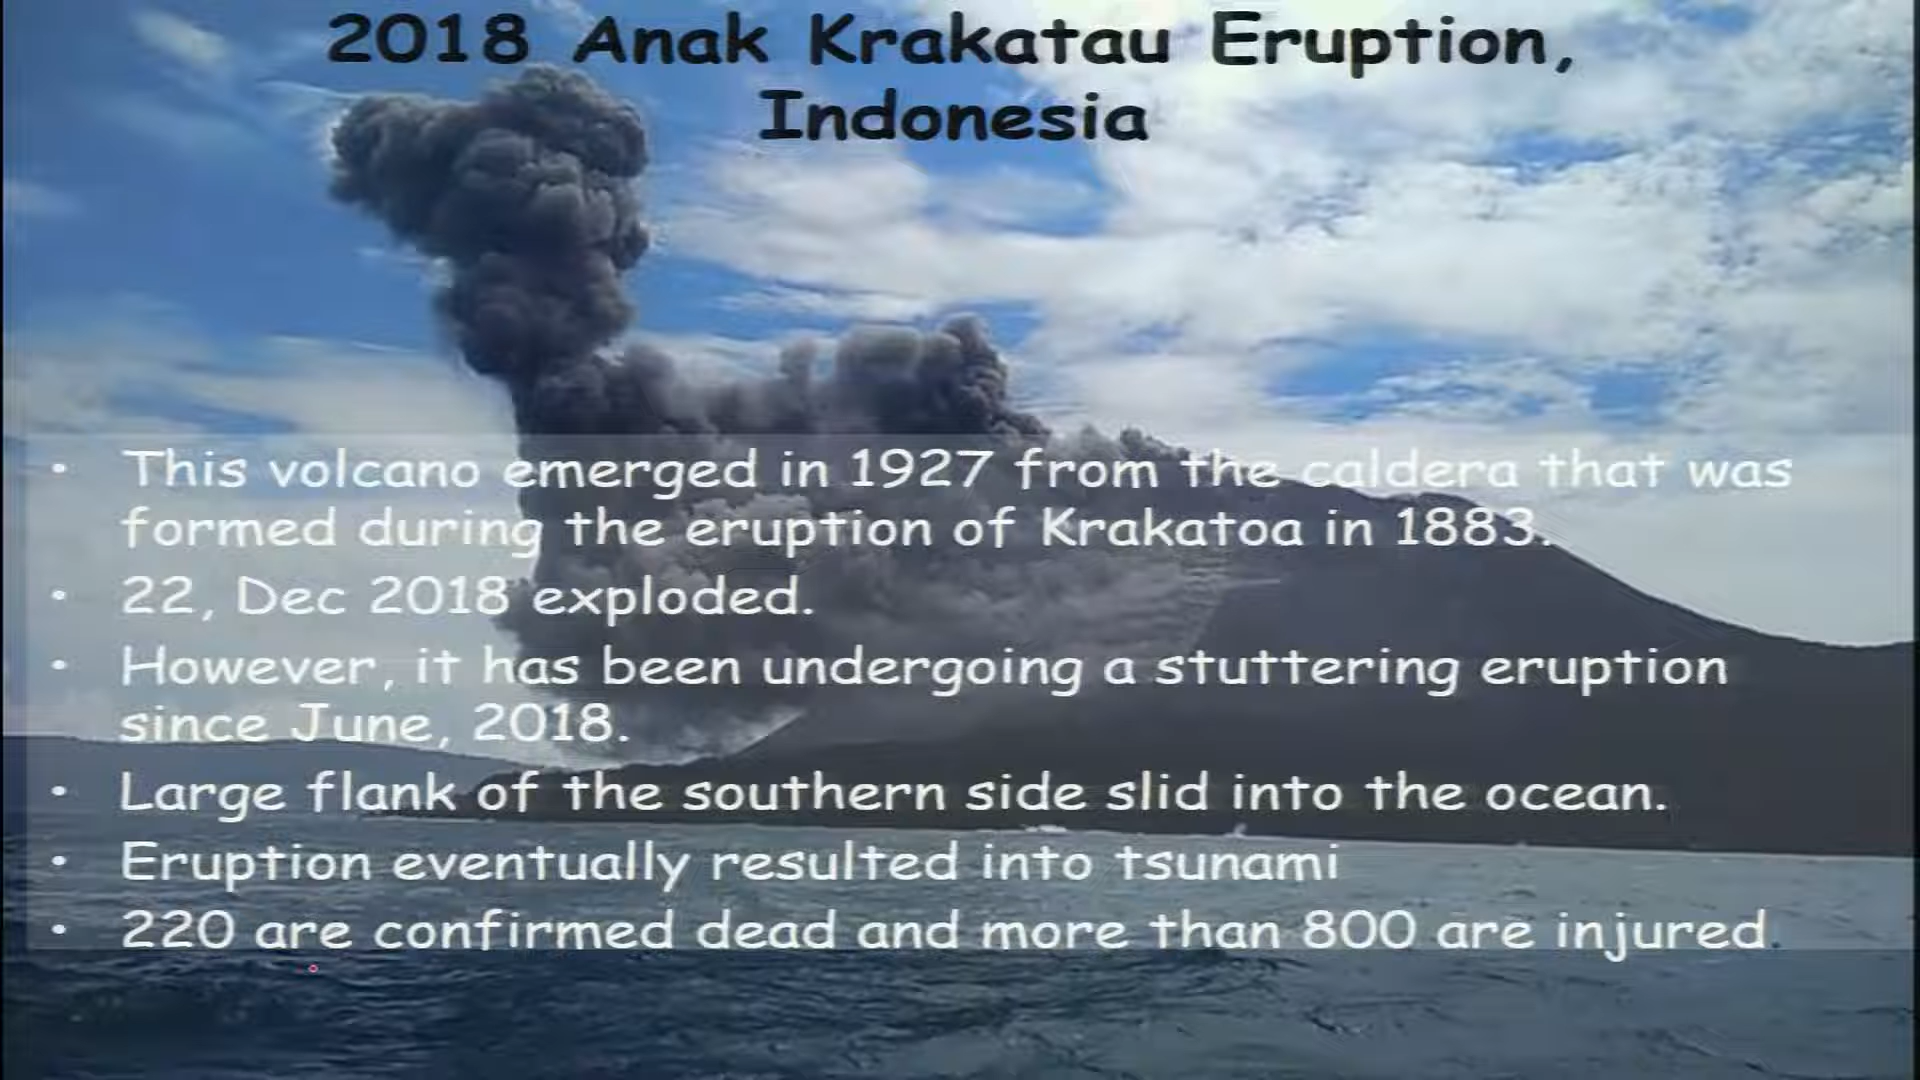 2018 Anak Krakatau Eruption,
Indonesia
• This volcano emerged in 1927 from the caldera that was
formed during the eruption of Krakatoa in 1883.
• 22, Dec 2018 exploded.
• However, it has been undergoing a stuttering eruption
since June, 2018.
• Large flank of the southern side slid into the ocean.
• Eruption eventually resulted into tsunami
• 220 are confirmed dead and more than 800 are injured.